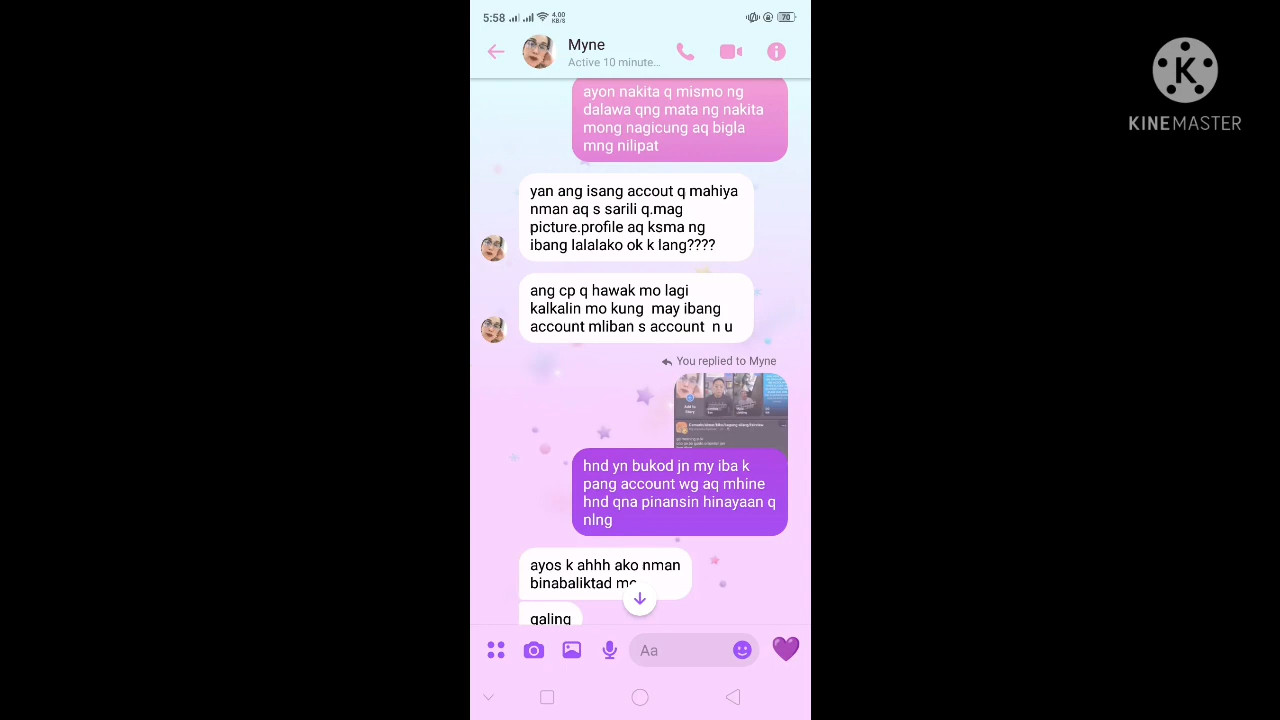 5:58
4.00
KB/S
70
Myne
Active 10 minute...
ayon nakita q mismo ng
dalawa qng mata ng nakita
mong nagicung aq bigla
mng nilipat
yan ang isang accout q mahiya
nman aq s sarili q.mag
picture.profile aq ksma ng
ibang lalalako ok k lang????
ang cp q hawak mo lagi
kalkalin mo kung may ibang
account mliban s account n u
You replied to Myne
Add to
Story
hnd yn bukod jn my iba k
pang account wg aq mhine
hnd qna pinansin hinayaan q
nlng
ayos k ahhh ako nman
binabaliktad mo
galing
Aa
K
KINEMASTER